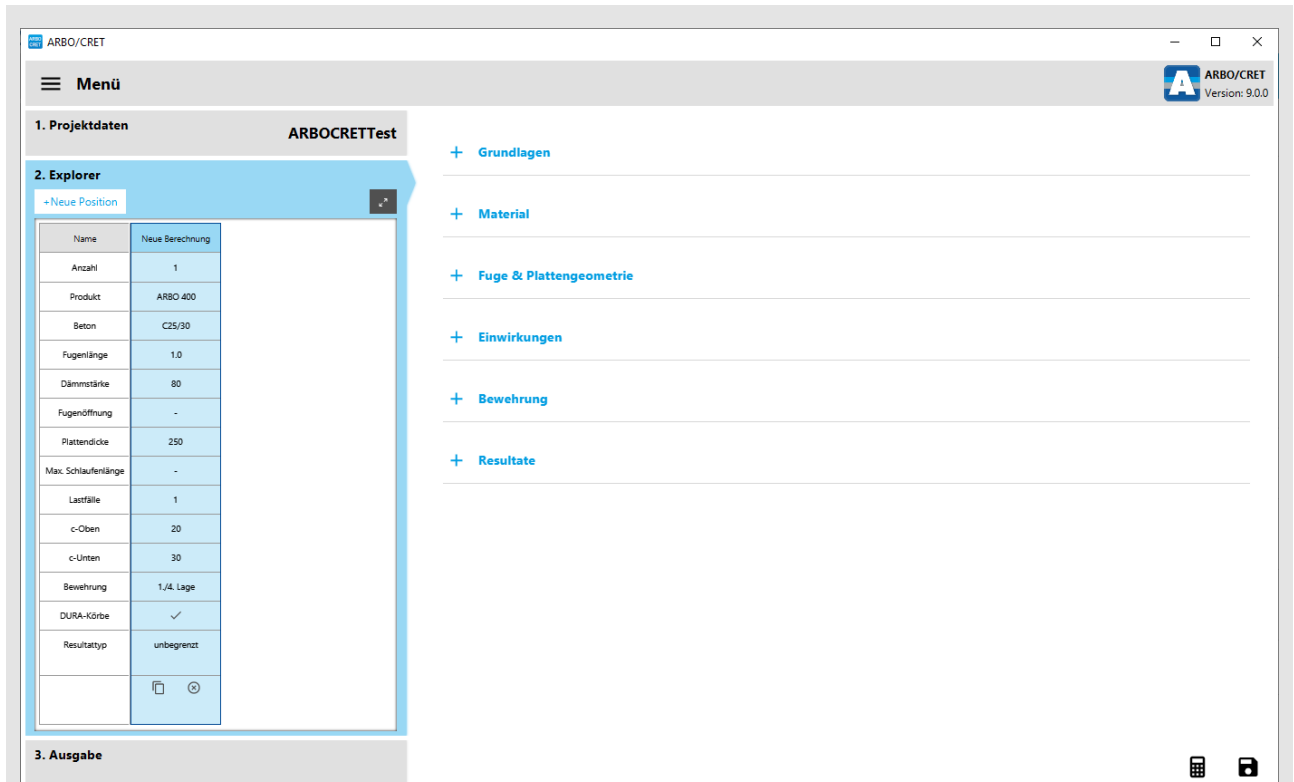 ARBO/CRET
Menü
ARBO/CRET
Version: 9.0.0
1. Projektdaten
ARBOCRETTest
2. Explorer
+Neue Position
Name Neue Berechnung
Anzahl 1
Produkt ARBO 400
Beton C25/30
Fugenlänge 1.0
Dämmstärke 80
Fugenöffnung -
Plattendicke 250
Max. Schlaufenlänge -
Lastfälle 1
c-Oben 20
c-Unten 30
Bewehrung 1./4. Lage
DURA-Körbe ✓
Resultattyp unbegrenzt
3. Ausgabe
+ Grundlagen
+ Material
+ Fuge & Plattengeometrie
+ Einwirkungen
+ Bewehrung
+ Resultate